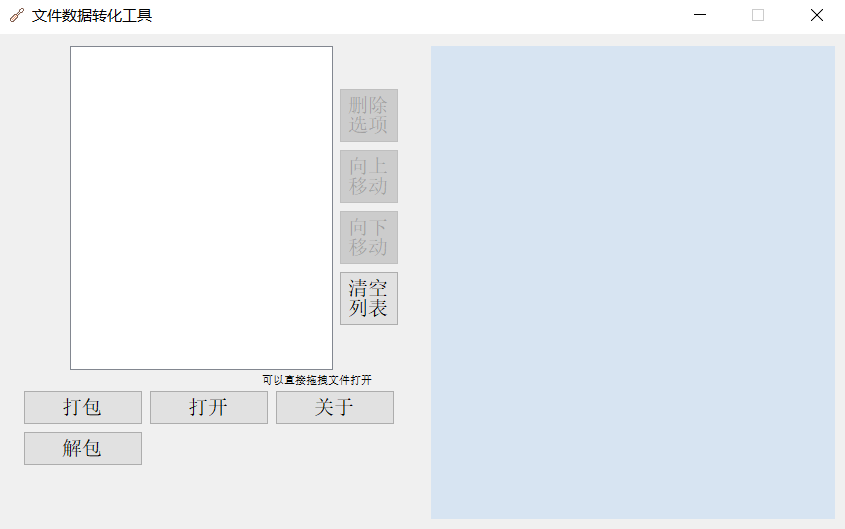 文件数据转化工具
删除
选项
向上
移动
向下
移动
清空
列表
可以直接拖拽文件打开
打包
打开
关于
解包